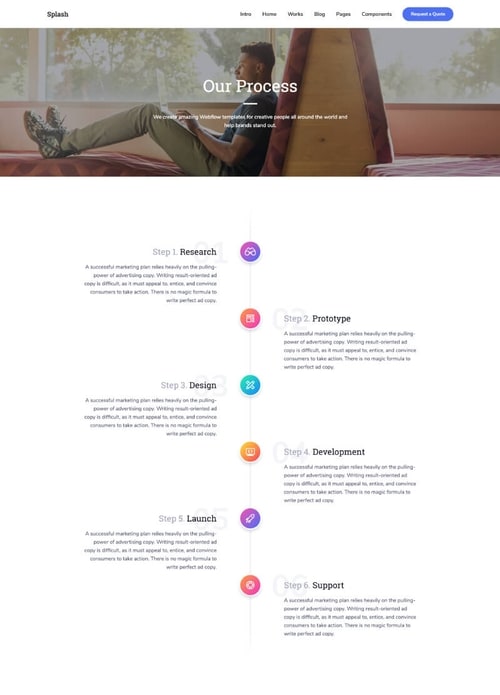 Splash
Intro Home Works Blog Pages Components Request a Quote
Our Process
We create amazing Webflow templates for creative people all around the world and
help brands stand out.
01
Step 1. Research
A successful marketing plan relies heavily on the pulling-
power of advertising copy. Writing result-oriented ad
copy is difficult, as it must appeal to, entice, and convince
consumers to take action. There is no magic formula to
write perfect ad copy.
02
Step 2. Prototype
A successful marketing plan relies heavily on the pulling-
power of advertising copy. Writing result-oriented ad
copy is difficult, as it must appeal to, entice, and convince
consumers to take action. There is no magic formula to
write perfect ad copy.
03
Step 3. Design
A successful marketing plan relies heavily on the pulling-
power of advertising copy. Writing result-oriented ad
copy is difficult, as it must appeal to, entice, and convince
consumers to take action. There is no magic formula to
write perfect ad copy.
04
Step 4. Development
A successful marketing plan relies heavily on the pulling-
power of advertising copy. Writing result-oriented ad
copy is difficult, as it must appeal to, entice, and convince
consumers to take action. There is no magic formula to
write perfect ad copy.
05
Step 5. Launch
A successful marketing plan relies heavily on the pulling-
power of advertising copy. Writing result-oriented ad
copy is difficult, as it must appeal to, entice, and convince
consumers to take action. There is no magic formula to
write perfect ad copy.
06
Step 6. Support
A successful marketing plan relies heavily on the pulling-
power of advertising copy. Writing result-oriented ad
copy is difficult, as it must appeal to, entice, and convince
consumers to take action. There is no magic formula to
write perfect ad copy.